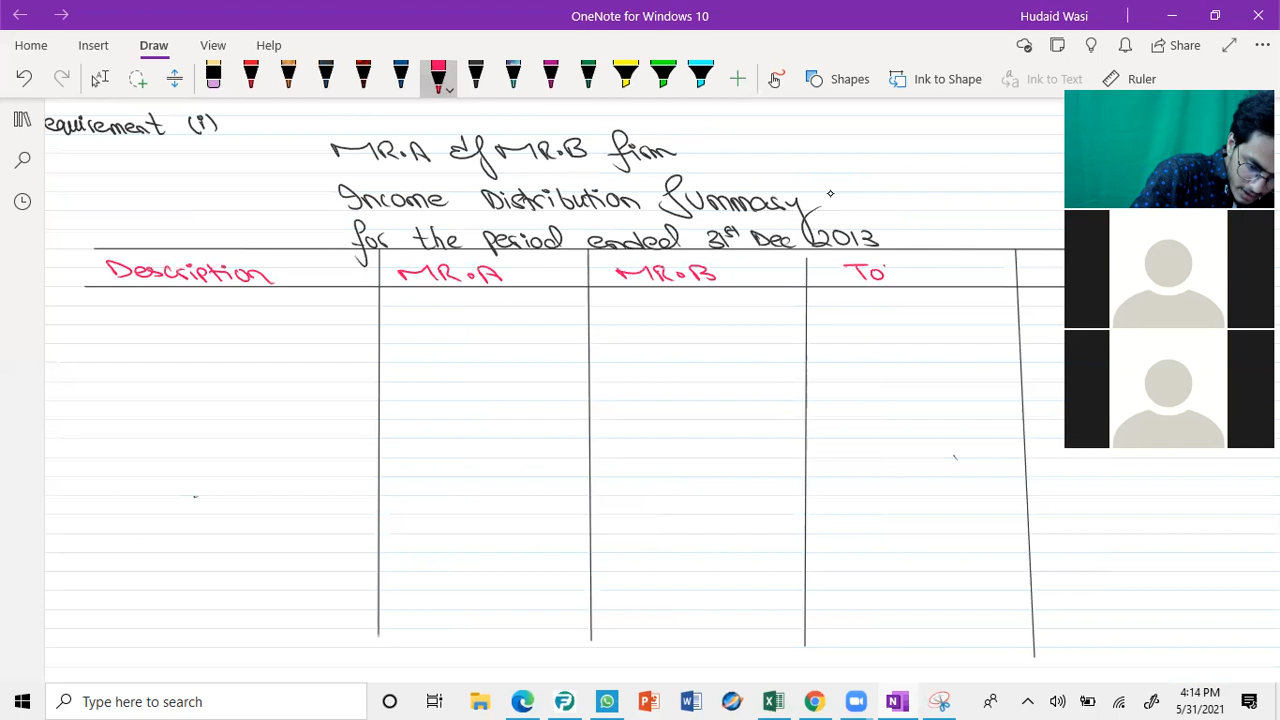 OneNote for Windows 10
Hudaid Wasi
Home Insert Draw View Help
Share
Shapes
Ink to Shape
Ink to Text
Ruler
equirement (i)
MR.A & MR.B firm
Income Distribution Summary
for the period ended 31st Dec 2013
Description MR.A MR.B To
Type here to search
4:14 PM
5/31/2021